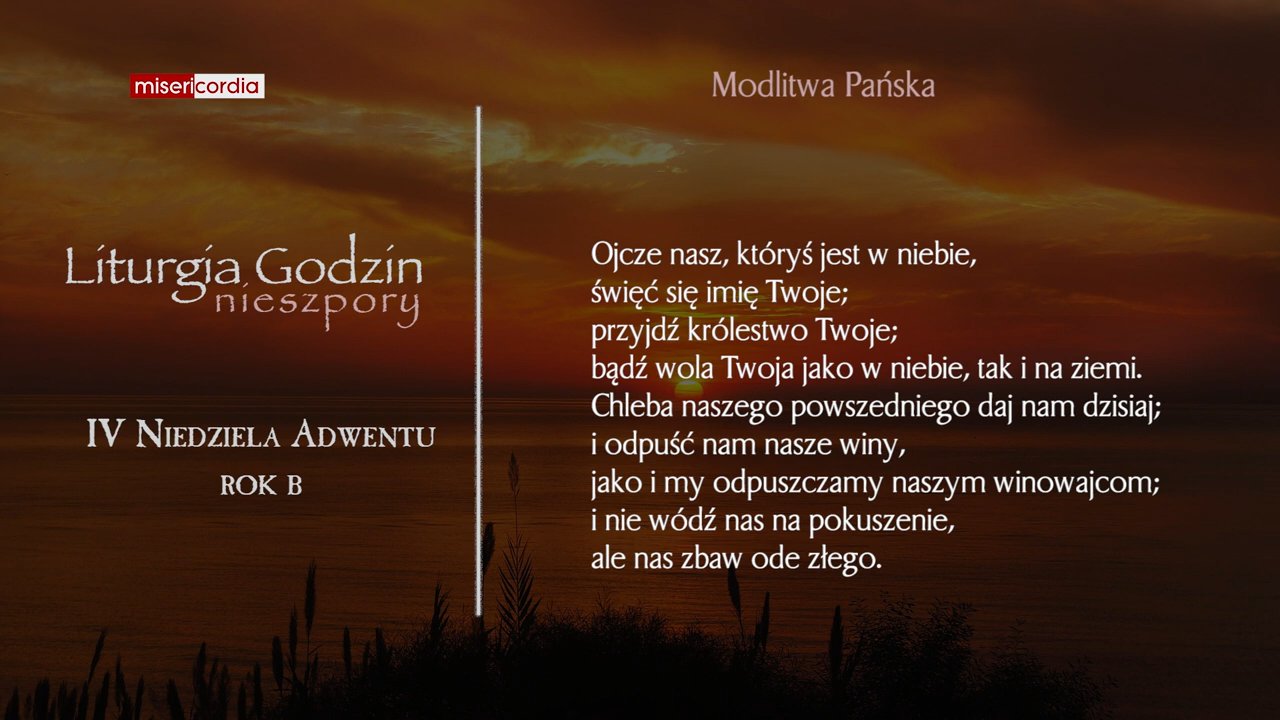 misericordia
Liturgia Godzin
nieszpory
IV Niedziela Adwentu
rok B
Modlitwa Pańska
Ojcze nasz, któryś jest w niebie,
święć się imię Twoje;
przyjdź królestwo Twoje;
bądź wola Twoja jako w niebie, tak i na ziemi.
Chleba naszego powszedniego daj nam dzisiaj;
i odpuść nam nasze winy,
jako i my odpuszczamy naszym winowajcom;
i nie wódź nas na pokuszenie,
ale nas zbaw ode złego.